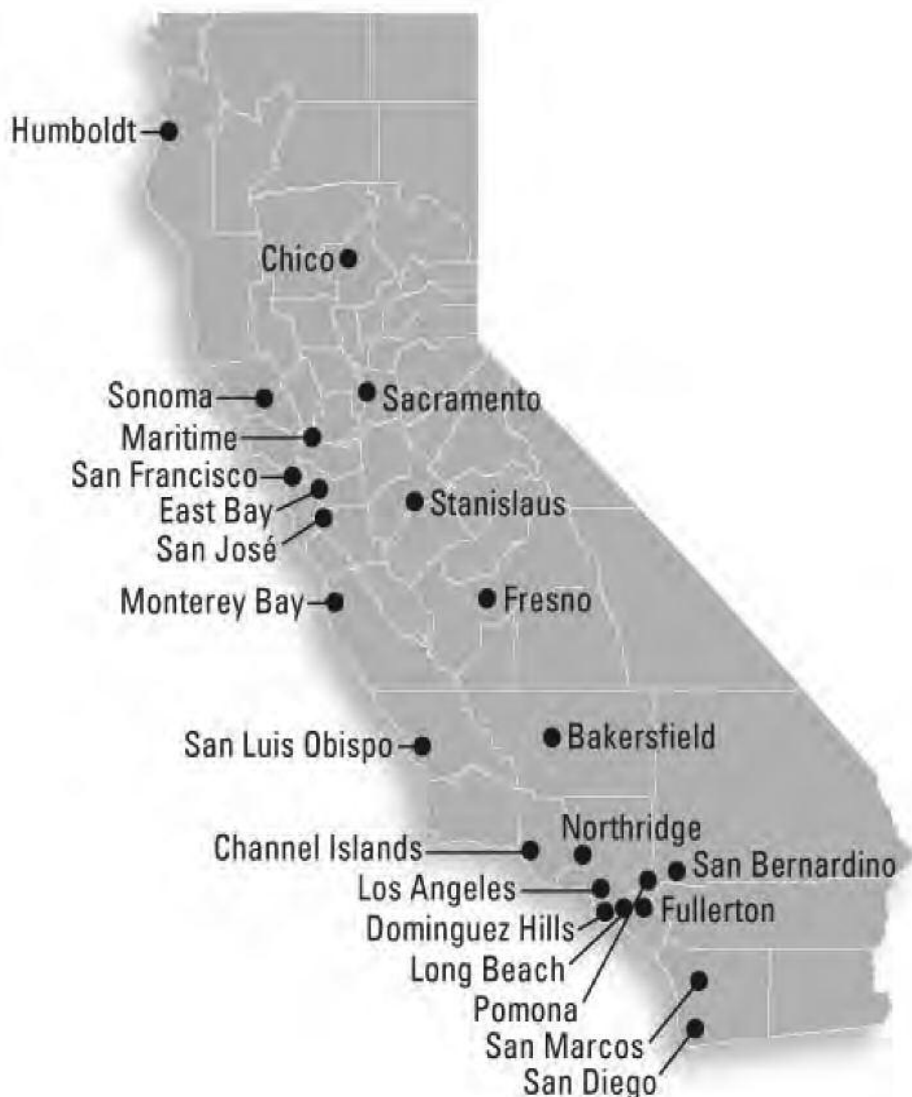 Humboldt
Chico
Sonoma
Sacramento
Maritime
San Francisco
East Bay
Stanislaus
San José
Monterey Bay
Fresno
San Luis Obispo
Bakersfield
Northridge
Channel Islands
San Bernardino
Los Angeles
Fullerton
Dominguez Hills
Long Beach
Pomona
San Marcos
San Diego